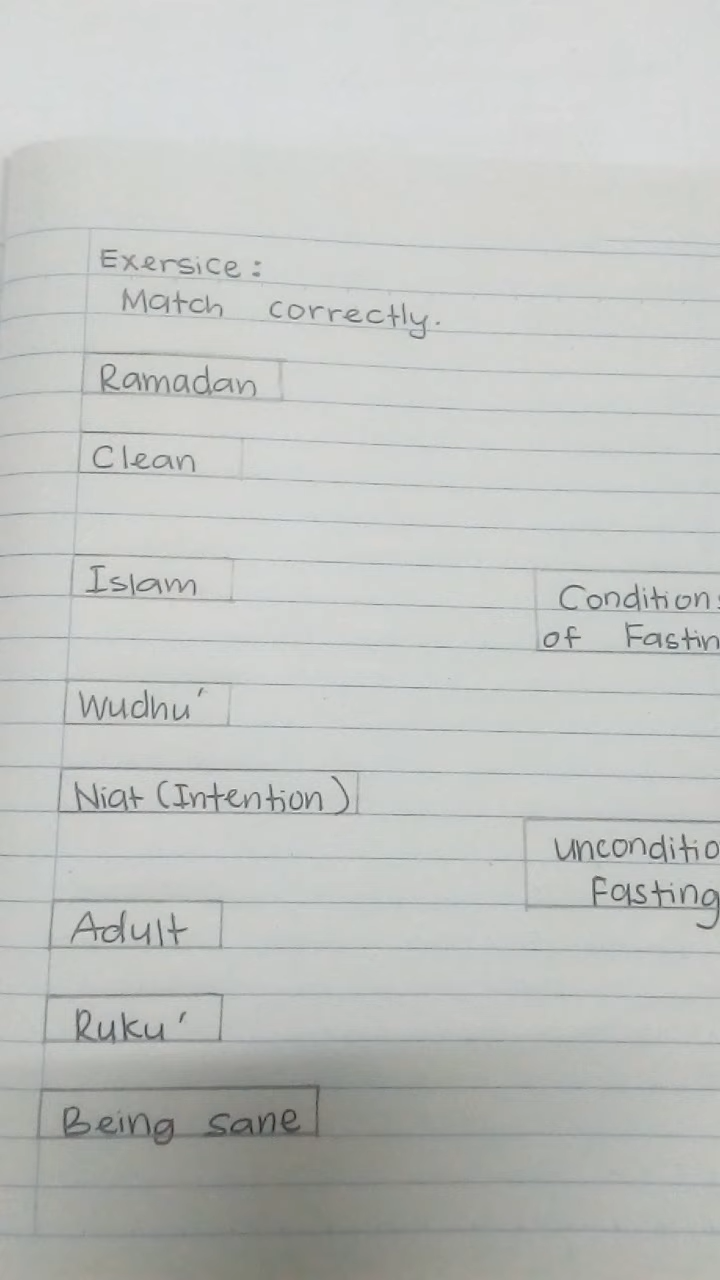 Exersice:
Match correctly.
Ramadan
Clean
Islam
Condition
of Fastin
Wudhu'
Niat (Intention)
unconditio
Fasting
Adult
Ruku'
Being sane